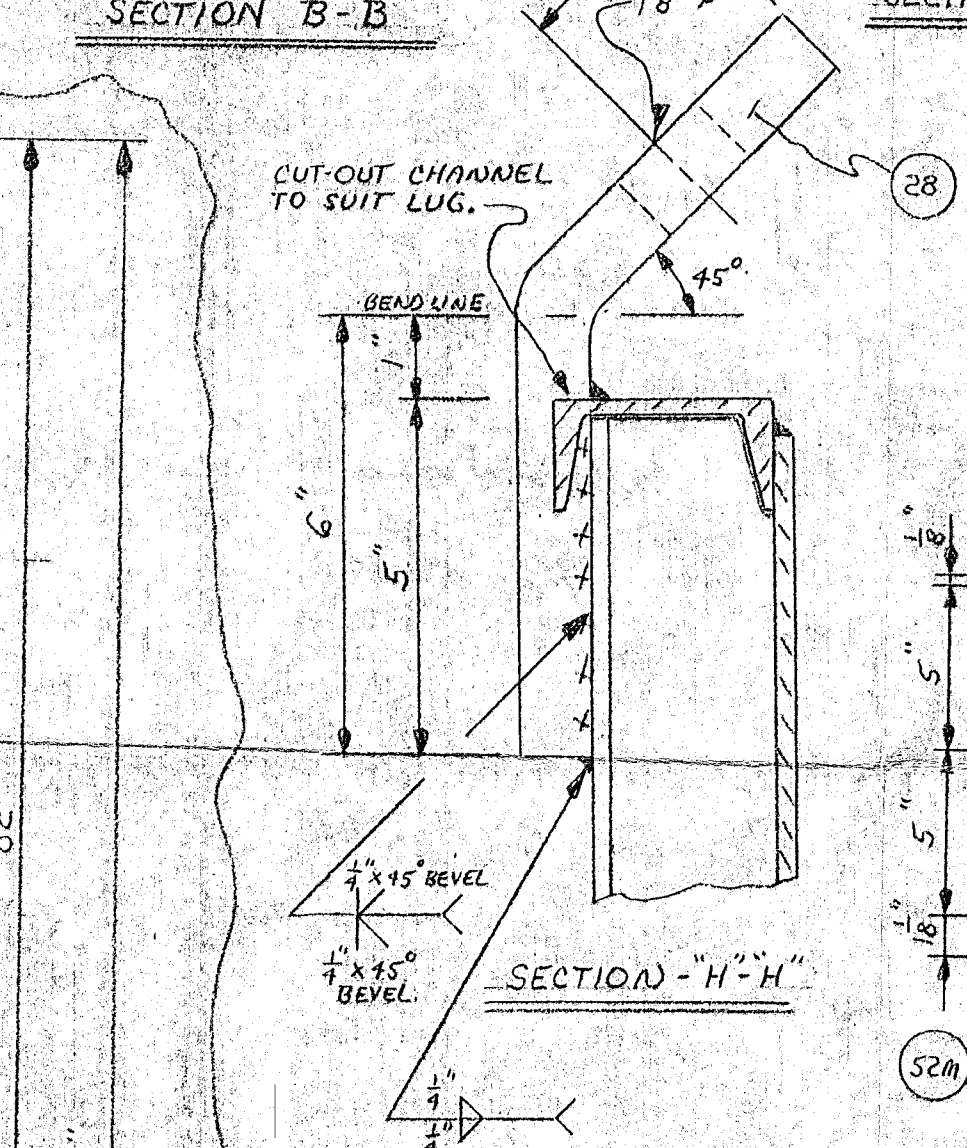 SECTION B-B
CUT-OUT CHANNEL
TO SUIT LUG.
28
45°
BEND LINE
1"
6"
5"
1/8"
5"
5"
1/8"
1/4" x 45° BEVEL
1/4" x 45°
BEVEL.
SECTION - "H"-"H"
52M
1/4"
1/4"